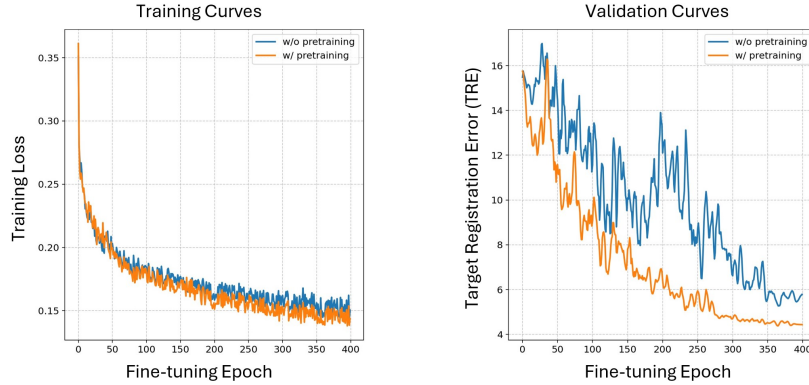 Training Curves
w/o pretraining
w/ pretraining
0.35
0.30
0.25
0.20
0.15
Training Loss
0 50 100 150 200 250 300 350 400
Fine-tuning Epoch
Validation Curves
w/o pretraining
w/ pretraining
16
14
12
10
8
6
4
Target Registration Error (TRE)
0 50 100 150 200 250 300 350 400
Fine-tuning Epoch